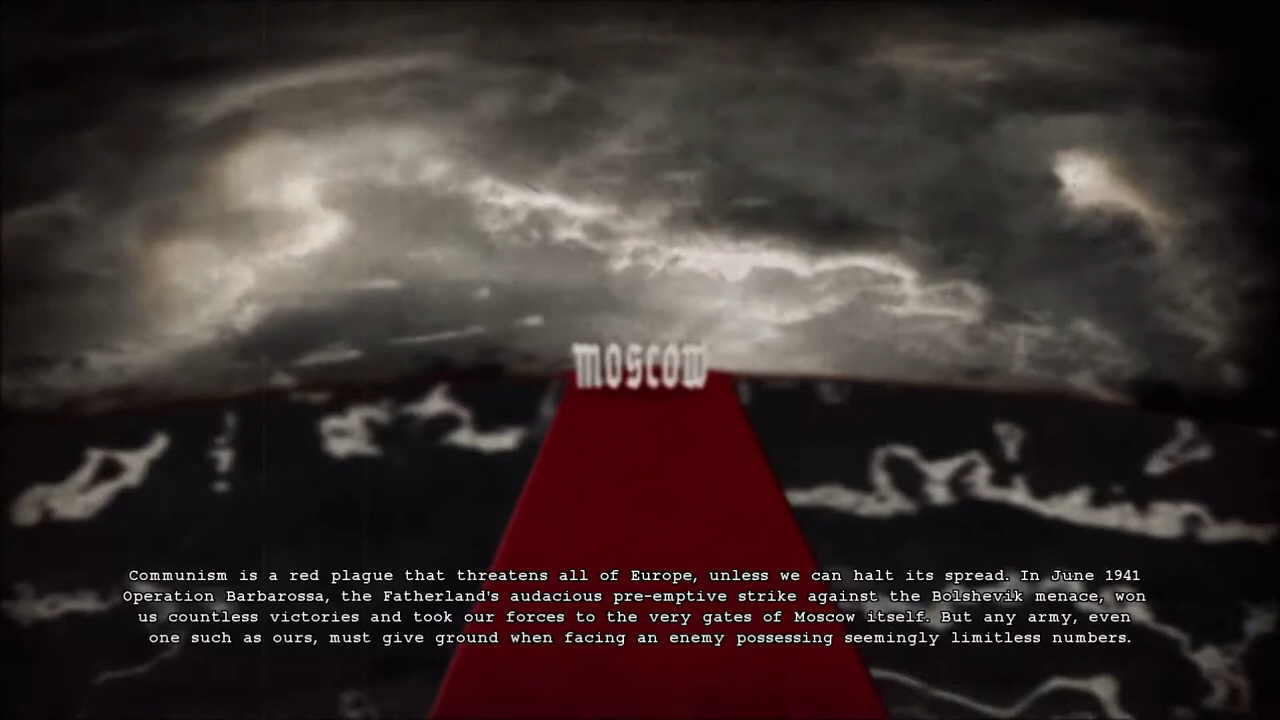 moscow
Communism is a red plague that threatens all of Europe, unless we can halt its spread. In June 1941
Operation Barbarossa, the Fatherland's audacious pre-emptive strike against the Bolshevik menace, won
us countless victories and took our forces to the very gates of Moscow itself. But any army, even
one such as ours, must give ground when facing an enemy possessing seemingly limitless numbers.